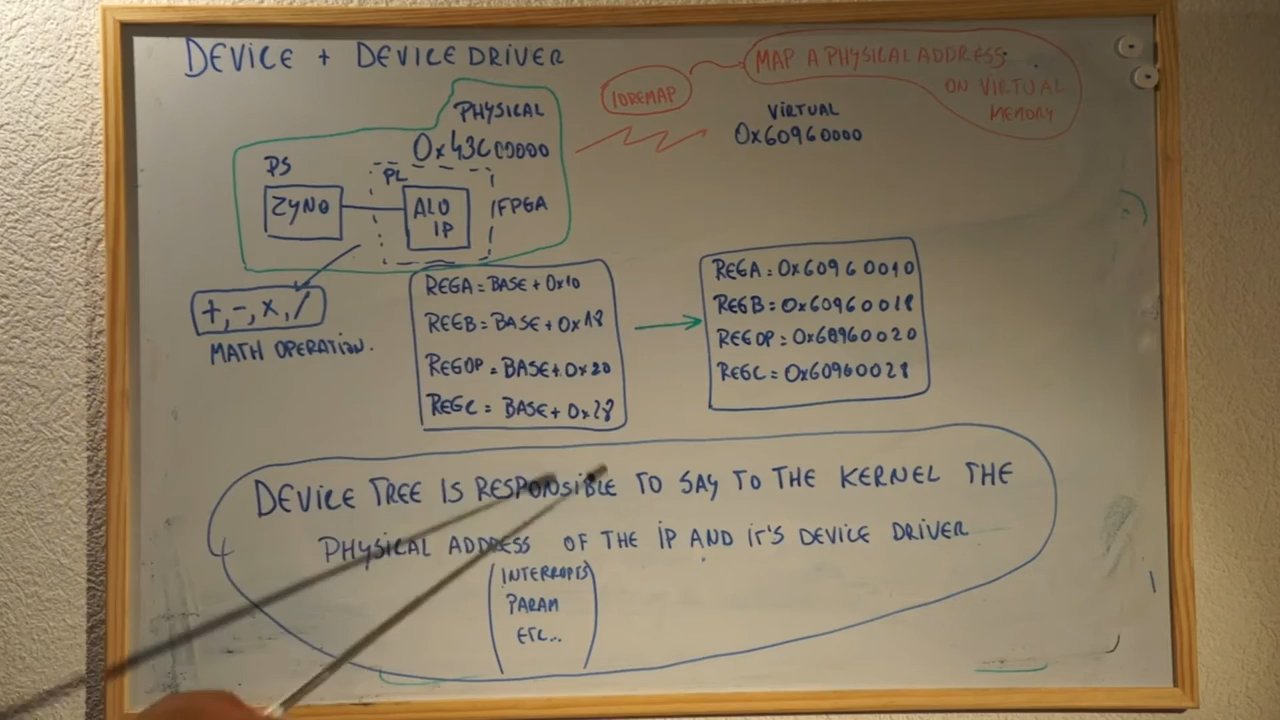 DEVICE + DEVICE DRIVER
IOREMAP
MAP A PHYSICAL ADDRESS
ON VIRTUAL
MEMORY
PHYSICAL
0x43C00000
VIRTUAL
0x60960000
PS
PL
ZYNQ
ALU
IP
FPGA
+,-,x,/
MATH OPERATION.
REGA = BASE + 0x10
REGB = BASE + 0x18
REGOP = BASE + 0x20
REGC = BASE + 0x28
REGA = 0x60960010
REGB = 0x60960018
REGOP = 0x60960020
REGC = 0x60960028
DEVICE TREE IS RESPONSIBLE TO SAY TO THE KERNEL THE
PHYSICAL ADDRESS OF THE IP AND IT'S DEVICE DRIVER
(INTERRUPTS
PARAM
ETC...)